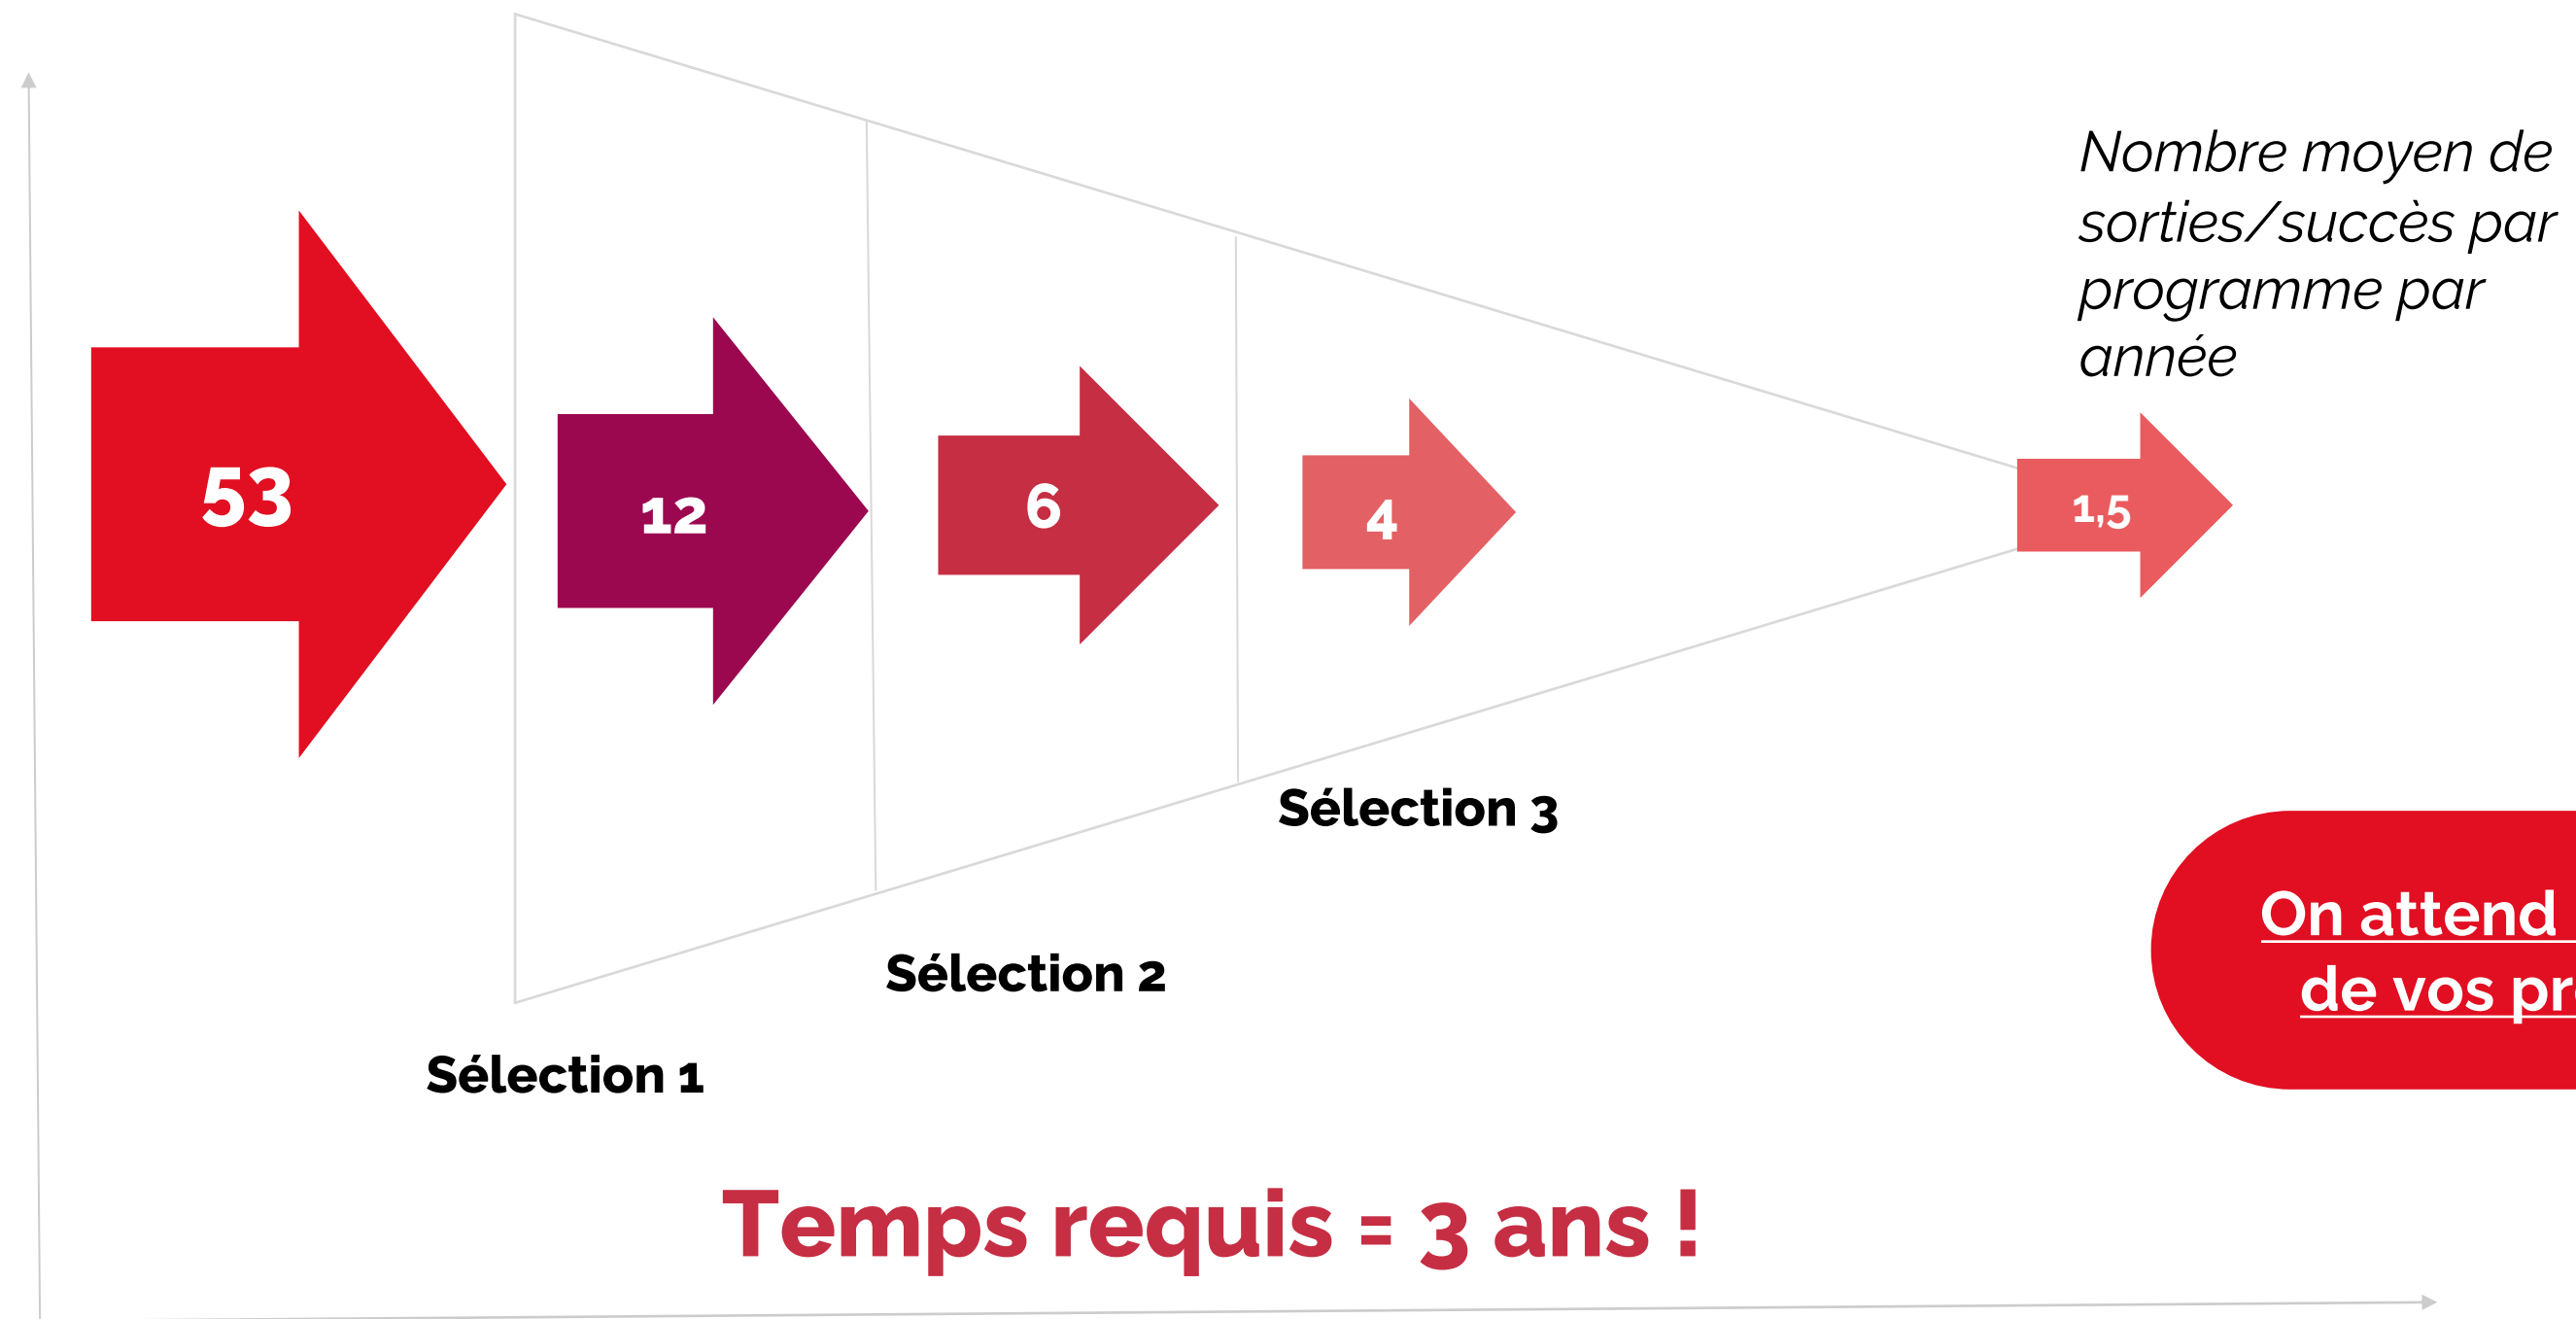 Nombre moyen de
sorties/succès par
programme par
année
53
12
6
4
1,5
Sélection 3
On attend
de vos
Sélection 2
Sélection 1
Temps requis = 3 ans !